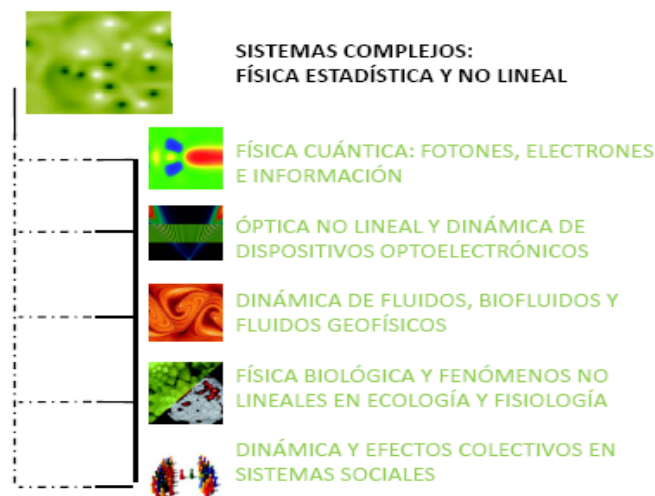 SISTEMAS COMPLEJOS:
FÍSICA ESTADÍSTICA Y NO LINEAL
FÍSICA CUÁNTICA: FOTONES, ELECTRONES
E INFORMACIÓN
ÓPTICA NO LINEAL Y DINÁMICA DE
DISPOSITIVOS OPTOELECTRÓNICOS
DINÁMICA DE FLUIDOS, BIOFLUIDOS Y
FLUIDOS GEOFÍSICOS
FÍSICA BIOLÓGICA Y FENÓMENOS NO
LINEALES EN ECOLOGÍA Y FISIOLOGÍA
DINÁMICA Y EFECTOS COLECTIVOS EN
SISTEMAS SOCIALES